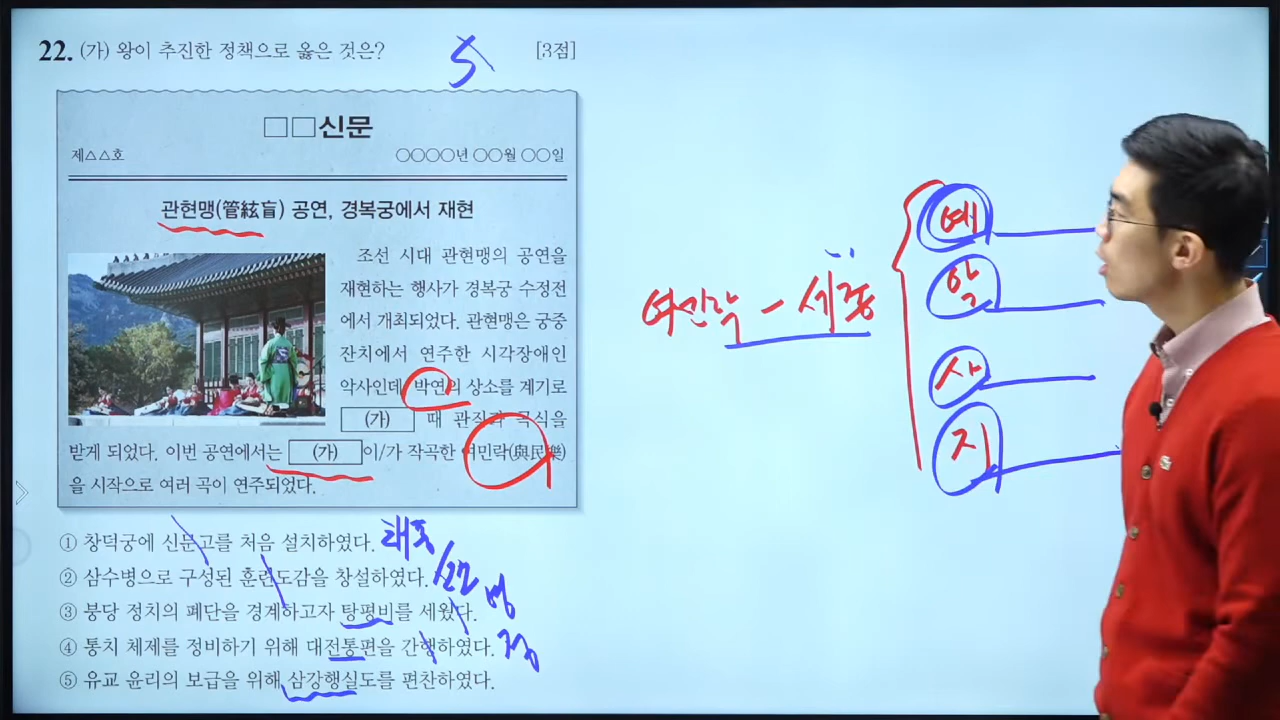 22. (가) 왕이 추진한 정책으로 옳은 것은? [3점]
5
□□신문
제△△호 ○○○○년 ○○월 ○○일
관현맹(管絃盲) 공연, 경복궁에서 재현
조선 시대 관현맹의 공연을
재현하는 행사가 경복궁 수정전
에서 개최되었다. 관현맹은 궁중
잔치에서 연주한 시각장애인
악사인데, 박연의 상소를 계기로
(가) 때 관직과 녹식을
받게 되었다. 이번 공연에서는 (가) 이/가 작곡한 여민락(與民樂)
을 시작으로 여러 곡이 연주되었다.
① 창덕궁에 신문고를 처음 설치하였다. 태종
② 삼수병으로 구성된 훈련도감을 창설하였다.
③ 붕당 정치의 폐단을 경계하고자 탕평비를 세웠다. 영
④ 통치 체제를 정비하기 위해 대전통편을 간행하였다. 정
⑤ 유교 윤리의 보급을 위해 삼강행실도를 편찬하였다.
여민락 - 세종
예
악
사
지